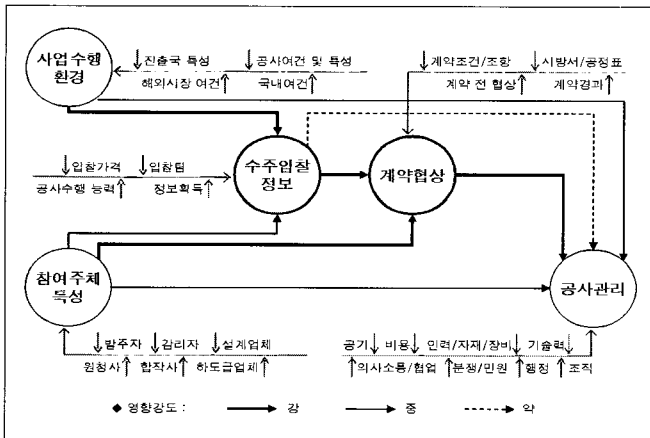 사업수행
환경
진출국 특성
공사여건 및 특성
해외시장 여건
국내여건
계약조건/조항
시방서/공정표
계약 전 협상
계약경과
입찰가격
입찰팀
공사수행 능력
정보획득
수주입찰
정보
계약협상
참여주체
특성
공사관리
발주자
감리자
설계업체
원청사
합작사
하도급업체
공기
비용
인력/자재/장비
기술력
의사소통/협업
분쟁/민원
행정
조직
◆ 영향강도 :
강
중
약